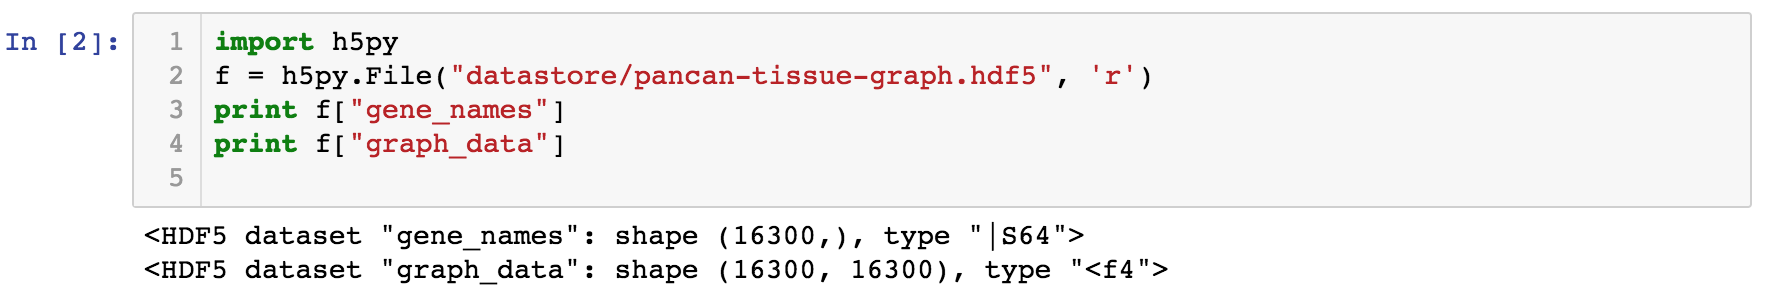 In [2]:
1 import h5py
2 f = h5py.File("datastore/pancan-tissue-graph.hdf5", 'r')
3 print f["gene_names"]
4 print f["graph_data"]
5
<HDF5 dataset "gene_names": shape (16300,), type "|S64">
<HDF5 dataset "graph_data": shape (16300, 16300), type "<f4">